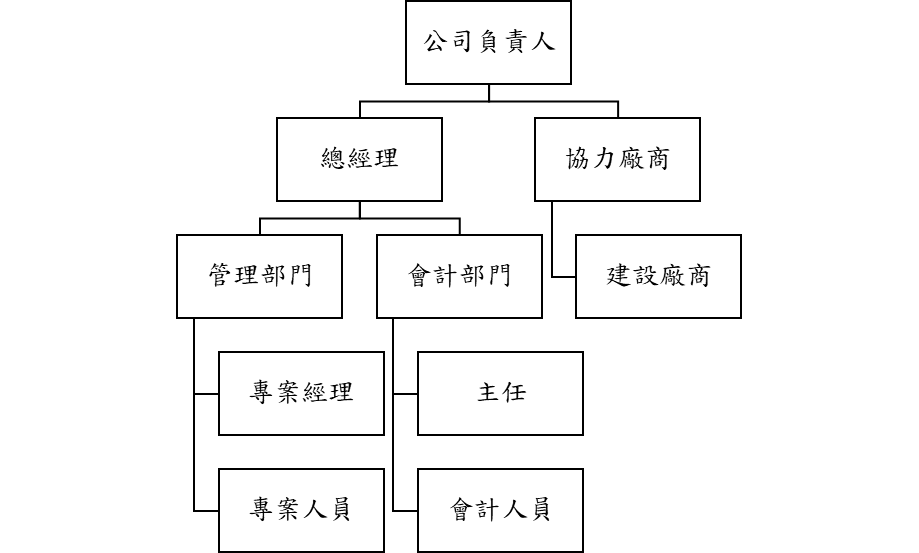 公司負責人
總經理
協力廠商
管理部門
會計部門
建設廠商
專案經理
主任
專案人員
會計人員